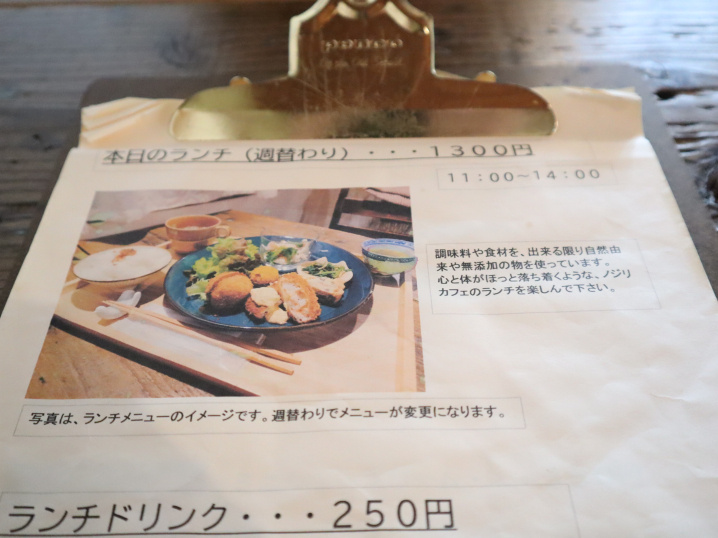 本日のランチ（週替わり）・・・１３００円
１１：００~１４：００
調味料や食材を、出来る限り自然由
来や無添加の物を使っています。
心と体がほっと落ち着くような、ノジリ
カフェのランチを楽しんで下さい。
写真は、ランチメニューのイメージです。週替わりでメニューが変更になります。
ランチドリンク・・・２５０円